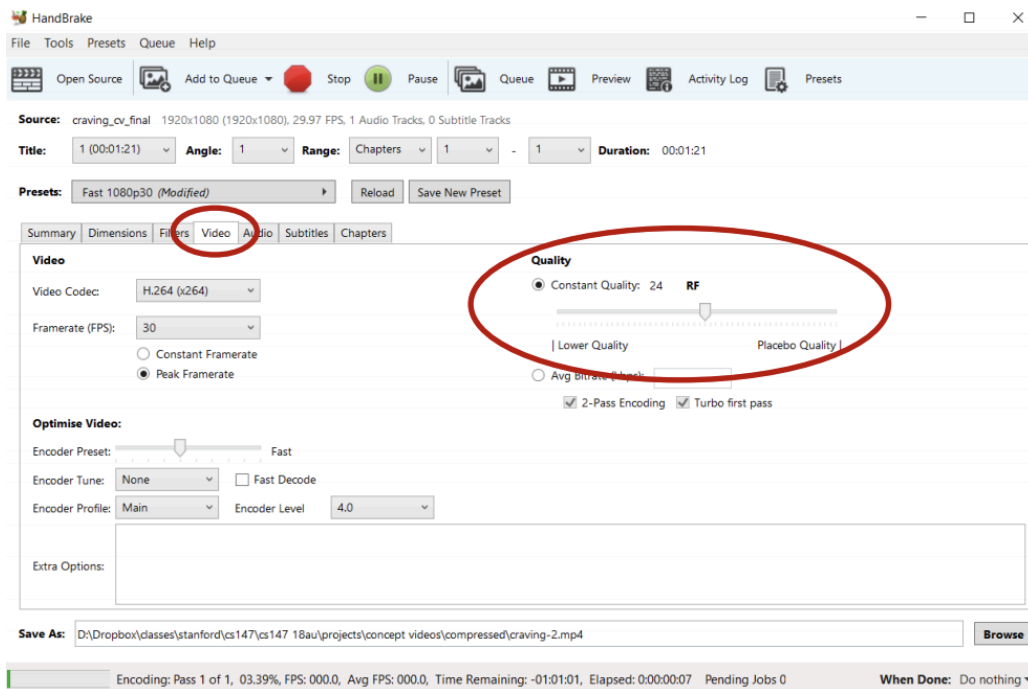 HandBrake
File Tools Presets Queue Help
Open Source Add to Queue Stop Pause Queue Preview Activity Log Presets
Source: craving_cv_final 1920x1080 (1920x1080), 29.97 FPS, 1 Audio Tracks, 0 Subtitle Tracks
Title: 1 (00:01:21) Angle: 1 Range: Chapters 1 - 1 Duration: 00:01:21
Presets: Fast 1080p30 (Modified) Reload Save New Preset
Summary Dimensions Filters Video Audio Subtitles Chapters
Video
Video Codec: H.264 (x264)
Framerate (FPS): 30
Constant Framerate
Peak Framerate
Quality
Constant Quality: 24 RF
| Lower Quality Placebo Quality |
Avg Bitrate (kbps):
2-Pass Encoding Turbo first pass
Optimise Video:
Encoder Preset: Fast
Encoder Tune: None Fast Decode
Encoder Profile: Main Encoder Level 4.0
Extra Options:
Save As: D:\Dropbox\classes\stanford\cs147\cs147 18au\projects\concept videos\compressed\craving-2.mp4 Browse
Encoding: Pass 1 of 1, 03.39%, FPS: 000.0, Avg FPS: 000.0, Time Remaining: -01:01:01, Elapsed: 0:00:00:07 Pending Jobs 0 When Done: Do nothing